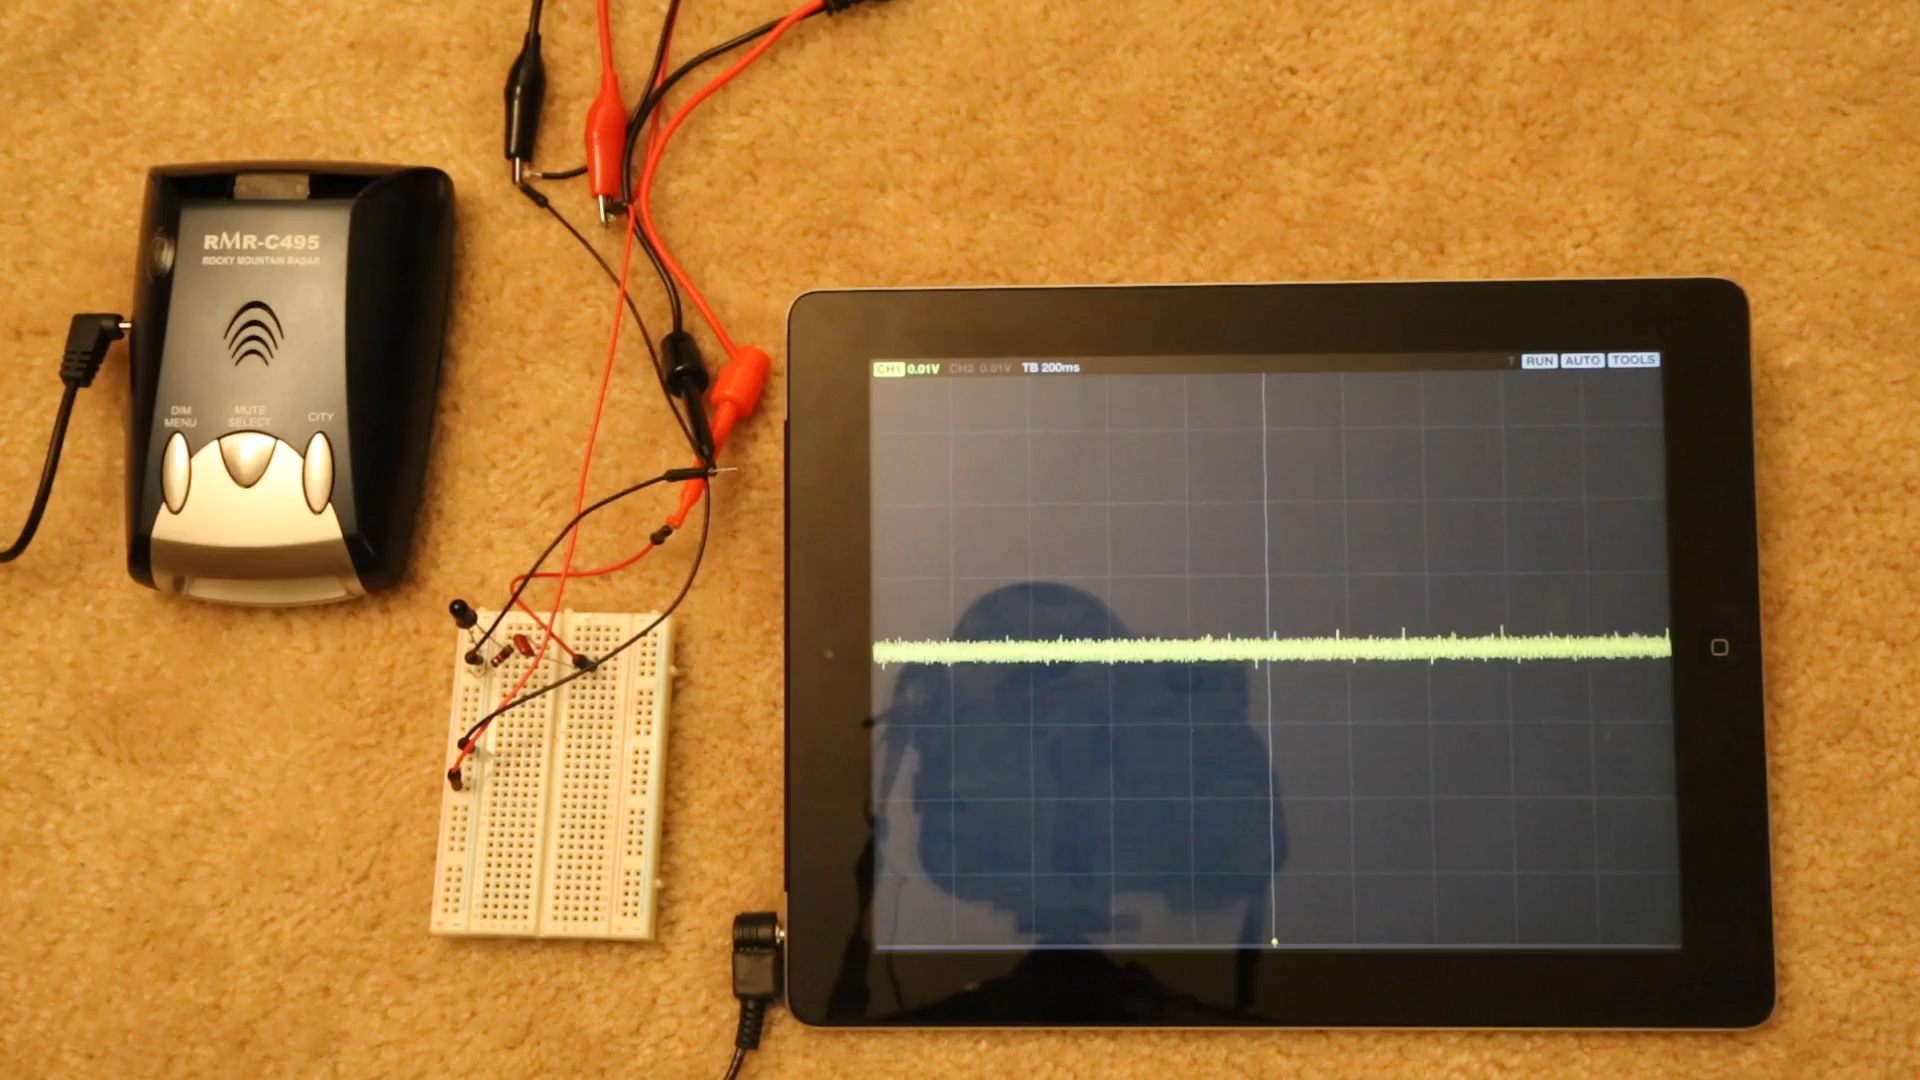 RMR-C495
ROCKY MOUNTAIN RADAR
DIM
MENU
MUTE
SELECT
CITY
CH1 0.01V CH2 0.01V TB 200ms T RUN AUTO TOOLS